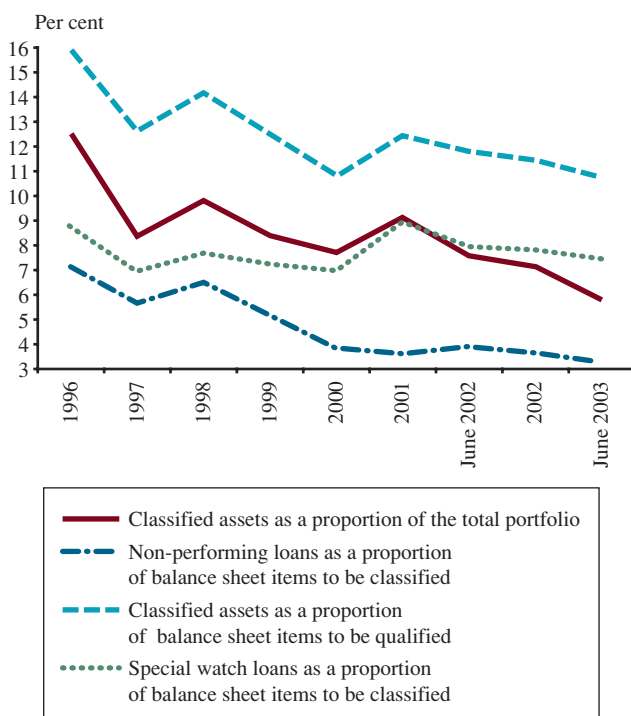 Per cent
16
15
14
13
12
11
10
9
8
7
6
5
4
3
1996
1997
1998
1999
2000
2001
June 2002
2002
June 2003
Classified assets as a proportion of the total portfolio
Non-performing loans as a proportion
of balance sheet items to be classified
Classified assets as a proportion
of balance sheet items to be qualified
Special watch loans as a proportion
of balance sheet items to be classified